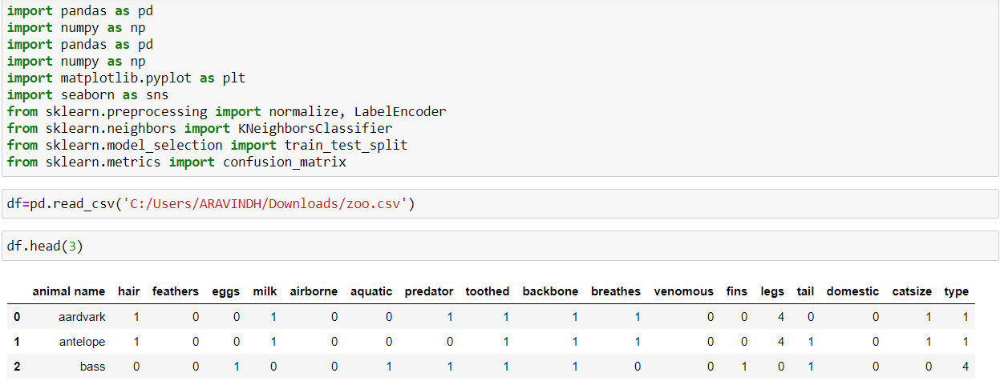 import pandas as pd
import numpy as np
import pandas as pd
import numpy as np
import matplotlib.pyplot as plt
import seaborn as sns
from sklearn.preprocessing import normalize, LabelEncoder
from sklearn.neighbors import KNeighborsClassifier
from sklearn.model_selection import train_test_split
from sklearn.metrics import confusion_matrix
df=pd.read_csv('C:/Users/ARAVINDH/Downloads/zoo.csv')
df.head(3)
animal name hair feathers eggs milk airborne aquatic predator toothed backbone breathes venomous fins legs tail domestic catsize type
0 aardvark 1 0 0 1 0 0 1 1 1 1 0 0 4 0 0 1 1
1 antelope 1 0 0 1 0 0 0 1 1 1 0 0 4 1 0 1 1
2 bass 0 0 1 0 0 1 1 1 1 0 0 1 0 1 0 0 4